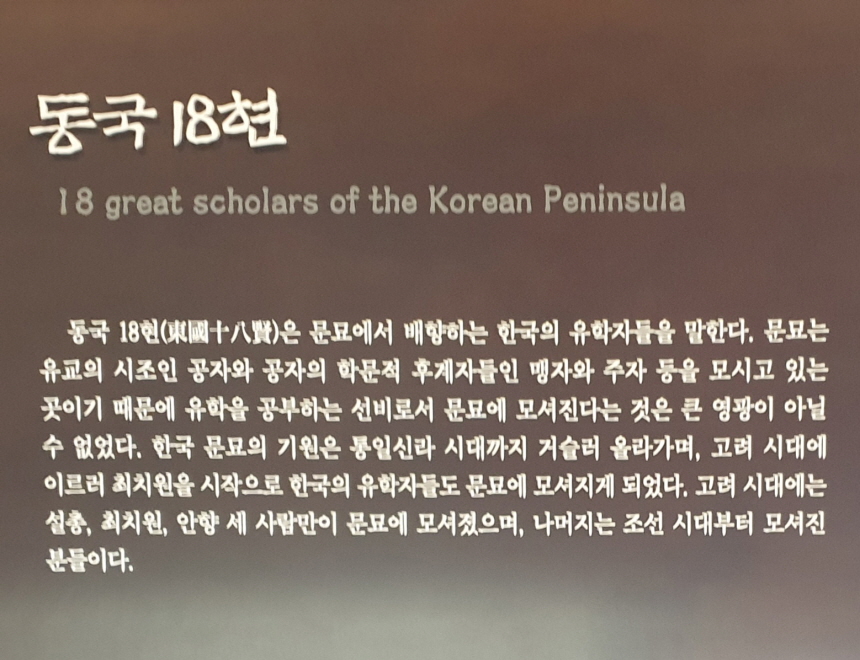 동국 18현
18 great scholars of the Korean Peninsula
동국 18현(東國十八賢)은 문묘에서 배향하는 한국의 유학자들을 말한다. 문묘는
유교의 시조인 공자와 공자의 학문적 후계자들인 맹자와 주자 등을 모시고 있는
곳이기 때문에 유학을 공부하는 선비로서 문묘에 모셔진다는 것은 큰 영광이 아닐
수 없었다. 한국 문묘의 기원은 통일신라 시대까지 거슬러 올라가며, 고려 시대에
이르러 최치원을 시작으로 한국의 유학자들도 문묘에 모셔지게 되었다. 고려 시대에는
설총, 최치원, 안향 세 사람만이 문묘에 모셔졌으며, 나머지는 조선 시대부터 모셔진
분들이다.